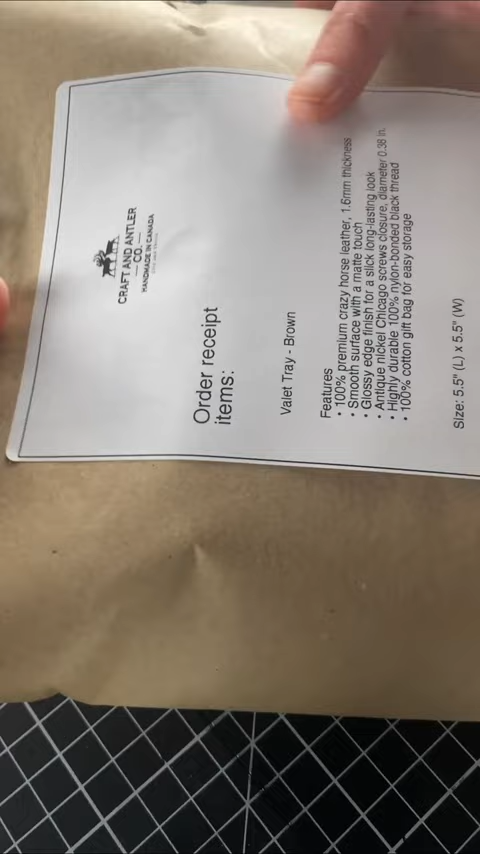 CRAFT AND ANTLER
— CO. —
HANDMADE IN CANADA
Order receipt
items:
Valet Tray - Brown
Features
• 100% premium crazy horse leather, 1.6mm thickness
• Smooth surface with a matte touch
• Glossy edge finish for a slick long-lasting look
• Antique nickel Chicago screws closure, diameter 0.38 in.
• Highly durable 100% nylon-bonded black thread
• 100% cotton gift bag for easy storage
Size: 5.5" (L) x 5.5" (W)